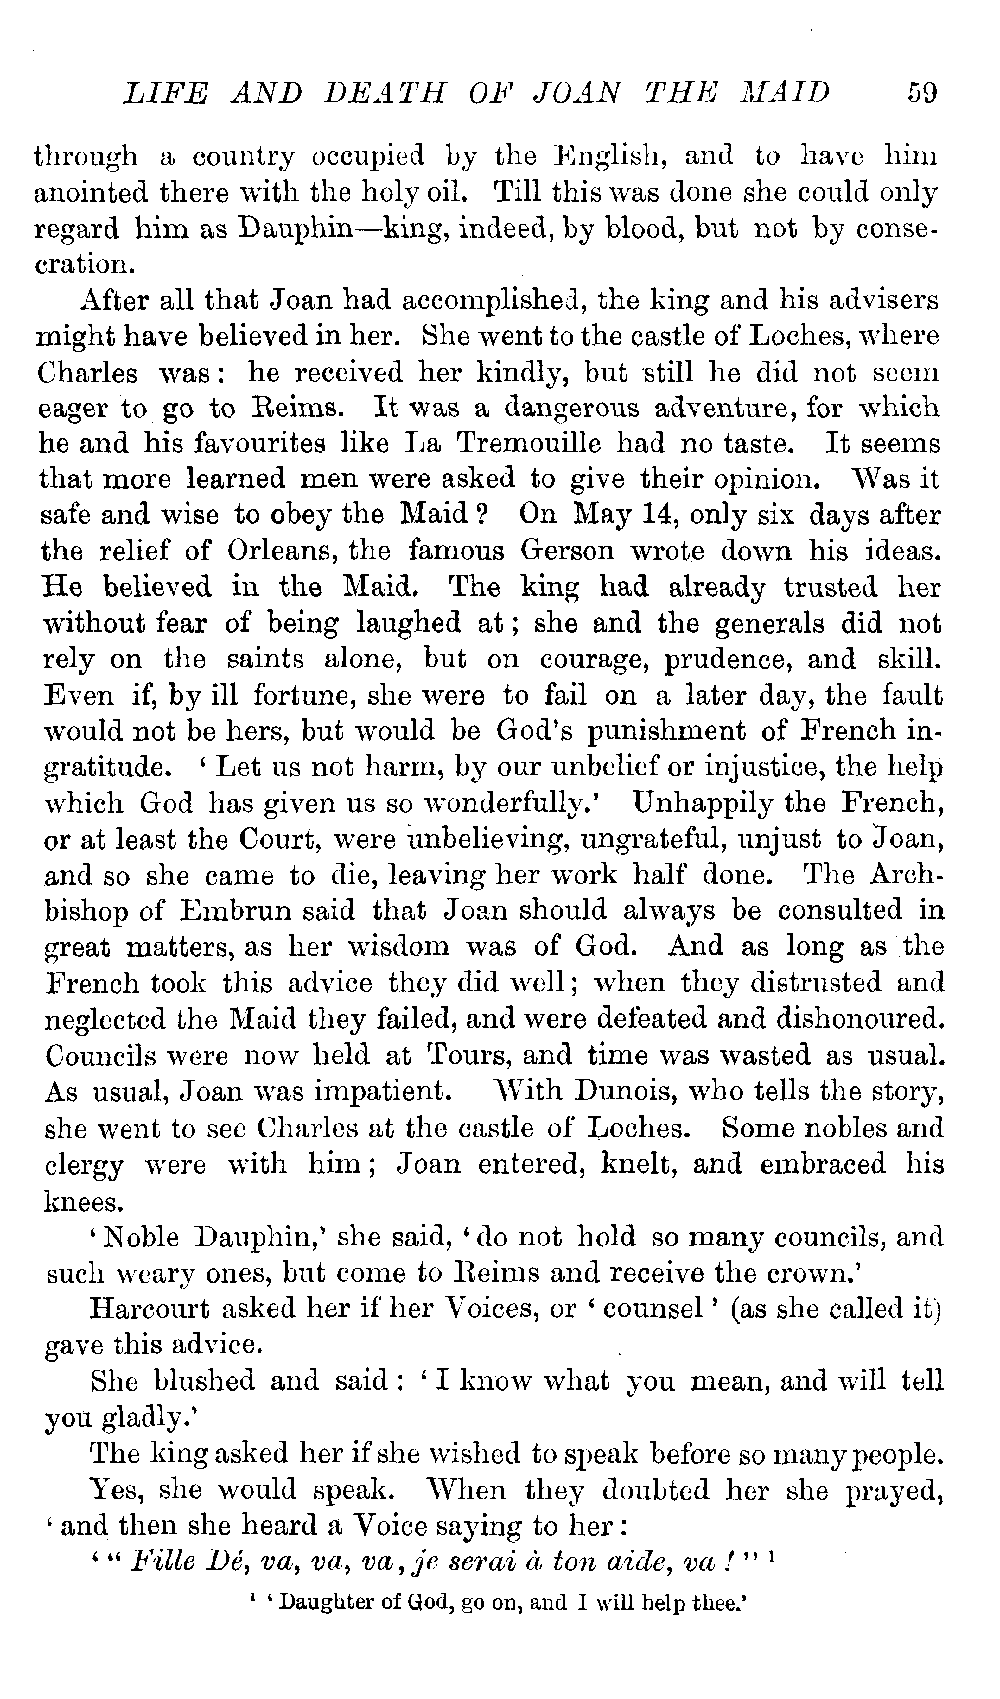 LIFE AND DEATH OF JOAN THE MAID 59
through a country occupied by the English, and to have him
anointed there with the holy oil. Till this was done she could only
regard him as Dauphin—king, indeed, by blood, but not by conse-
cration.
After all that Joan had accomplished, the king and his advisers
might have believed in her. She went to the castle of Loches, where
Charles was: he received her kindly, but still he did not seem
eager to go to Reims. It was a dangerous adventure, for which
he and his favourites like La Tremouille had no taste. It seems
that more learned men were asked to give their opinion. Was it
safe and wise to obey the Maid? On May 14, only six days after
the relief of Orleans, the famous Gerson wrote down his ideas.
He believed in the Maid. The king had already trusted her
without fear of being laughed at; she and the generals did not
rely on the saints alone, but on courage, prudence, and skill.
Even if, by ill fortune, she were to fail on a later day, the fault
would not be hers, but would be God's punishment of French in-
gratitude. 'Let us not harm, by our unbelief or injustice, the help
which God has given us so wonderfully.' Unhappily the French,
or at least the Court, were unbelieving, ungrateful, unjust to Joan,
and so she came to die, leaving her work half done. The Arch-
bishop of Embrun said that Joan should always be consulted in
great matters, as her wisdom was of God. And as long as the
French took this advice they did well; when they distrusted and
neglected the Maid they failed, and were defeated and dishonoured.
Councils were now held at Tours, and time was wasted as usual.
As usual, Joan was impatient. With Dunois, who tells the story,
she went to see Charles at the castle of Loches. Some nobles and
clergy were with him; Joan entered, knelt, and embraced his
knees.
'Noble Dauphin,' she said, 'do not hold so many councils, and
such weary ones, but come to Reims and receive the crown.'
Harcourt asked her if her Voices, or 'counsel' (as she called it)
gave this advice.
She blushed and said: 'I know what you mean, and will tell
you gladly.'
The king asked her if she wished to speak before so many people.
Yes, she would speak. When they doubted her she prayed,
'and then she heard a Voice saying to her:
'"Fille Dé, va, va, va, je serai à ton aide, va!"¹
¹ 'Daughter of God, go on, and I will help thee.'